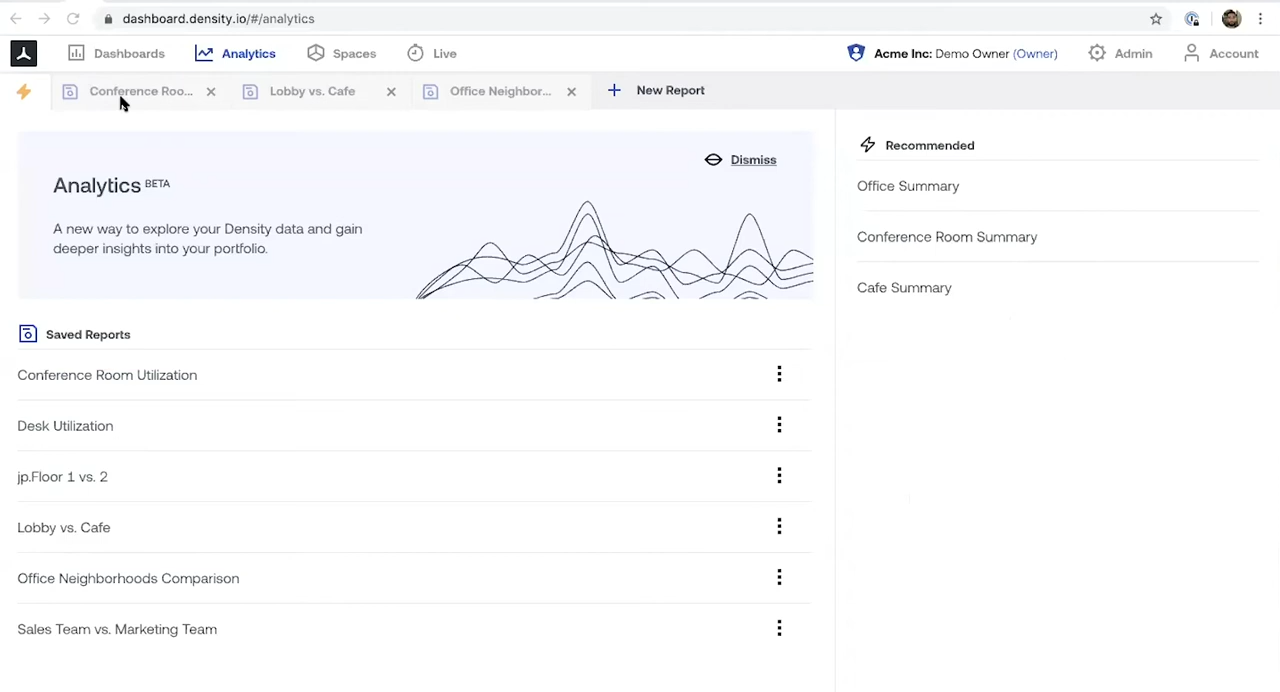 dashboard.density.io/#/analytics
Dashboards Analytics Spaces Live Acme Inc: Demo Owner (Owner) Admin Account
Conference Roo... Lobby vs. Cafe Office Neighbor... New Report
Dismiss
Analytics BETA
A new way to explore your Density data and gain
deeper insights into your portfolio.
Saved Reports
Conference Room Utilization
Desk Utilization
jp.Floor 1 vs. 2
Lobby vs. Cafe
Office Neighborhoods Comparison
Sales Team vs. Marketing Team
Recommended
Office Summary
Conference Room Summary
Cafe Summary